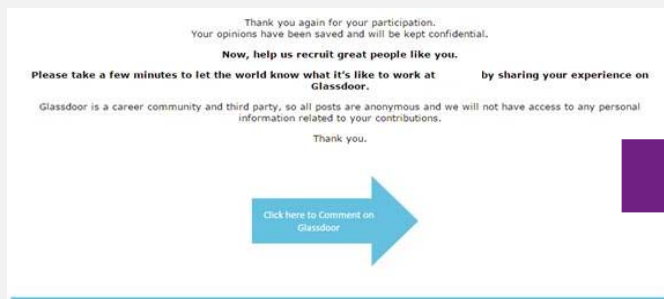 Thank you again for your participation.
Your opinions have been saved and will be kept confidential.
Now, help us recruit great people like you.
Please take a few minutes to let the world know what it's like to work at by sharing your experience on
Glassdoor.
Glassdoor is a career community and third party, so all posts are anonymous and we will not have access to any personal
information related to your contributions.
Thank you.
Click here to Comment on
Glassdoor